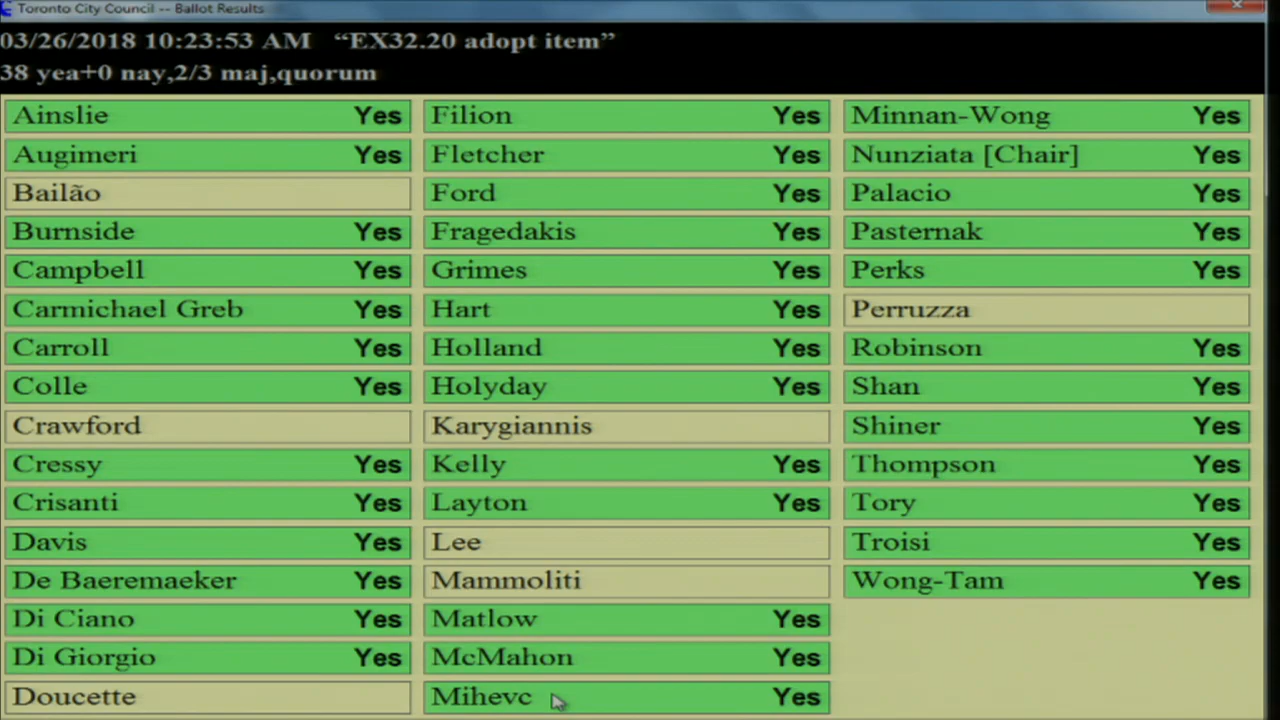 Toronto City Council -- Ballot Results
03/26/2018 10:23:53 AM “EX32.20 adopt item”
38 yea+0 nay,2/3 maj,quorum
Ainslie Yes
Augimeri Yes
Bailão
Burnside Yes
Campbell Yes
Carmichael Greb Yes
Carroll Yes
Colle Yes
Crawford
Cressy Yes
Crisanti Yes
Davis Yes
De Baeremaeker Yes
Di Ciano Yes
Di Giorgio Yes
Doucette
Filion Yes
Fletcher Yes
Ford Yes
Fragedakis Yes
Grimes Yes
Hart Yes
Holland Yes
Holyday Yes
Karygiannis
Kelly Yes
Layton Yes
Lee
Mammoliti
Matlow Yes
McMahon Yes
Mihevc Yes
Minnan-Wong Yes
Nunziata [Chair] Yes
Palacio Yes
Pasternak Yes
Perks Yes
Perruzza
Robinson Yes
Shan Yes
Shiner Yes
Thompson Yes
Tory Yes
Troisi Yes
Wong-Tam Yes